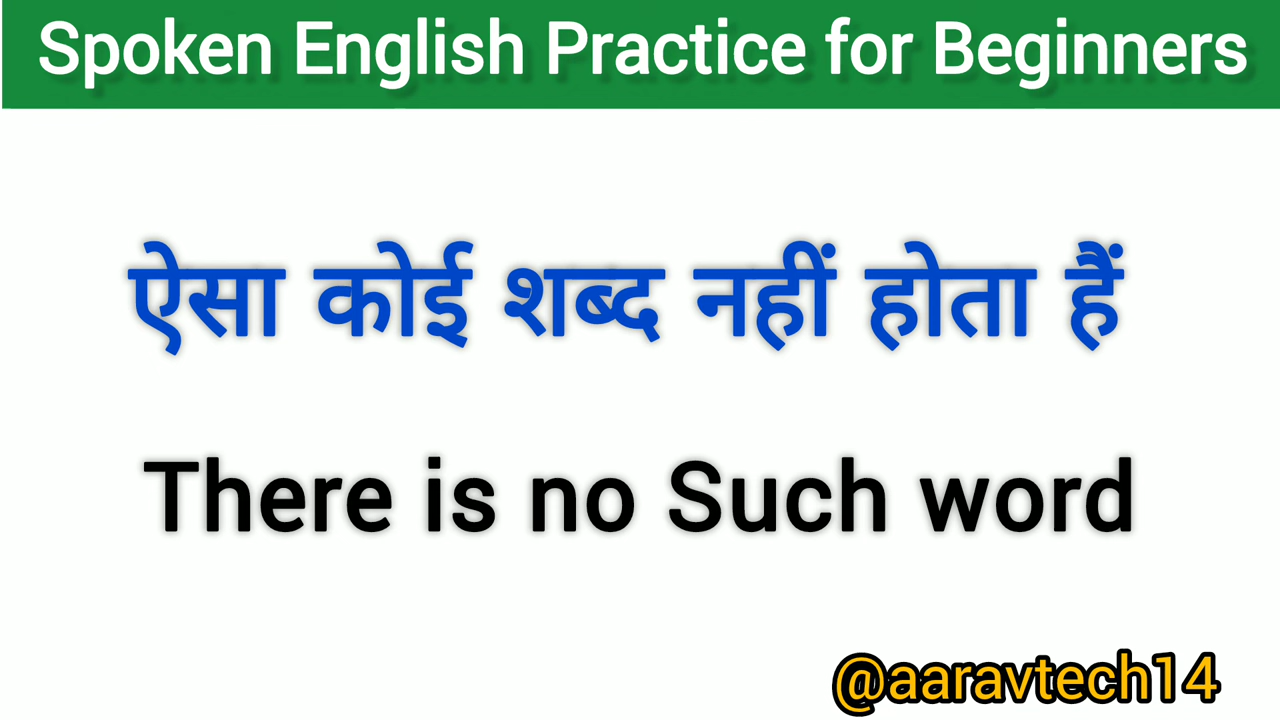 Spoken English Practice for Beginners
ऐसा कोई शब्द नहीं होता हैं
There is no Such word
@aaravtech14